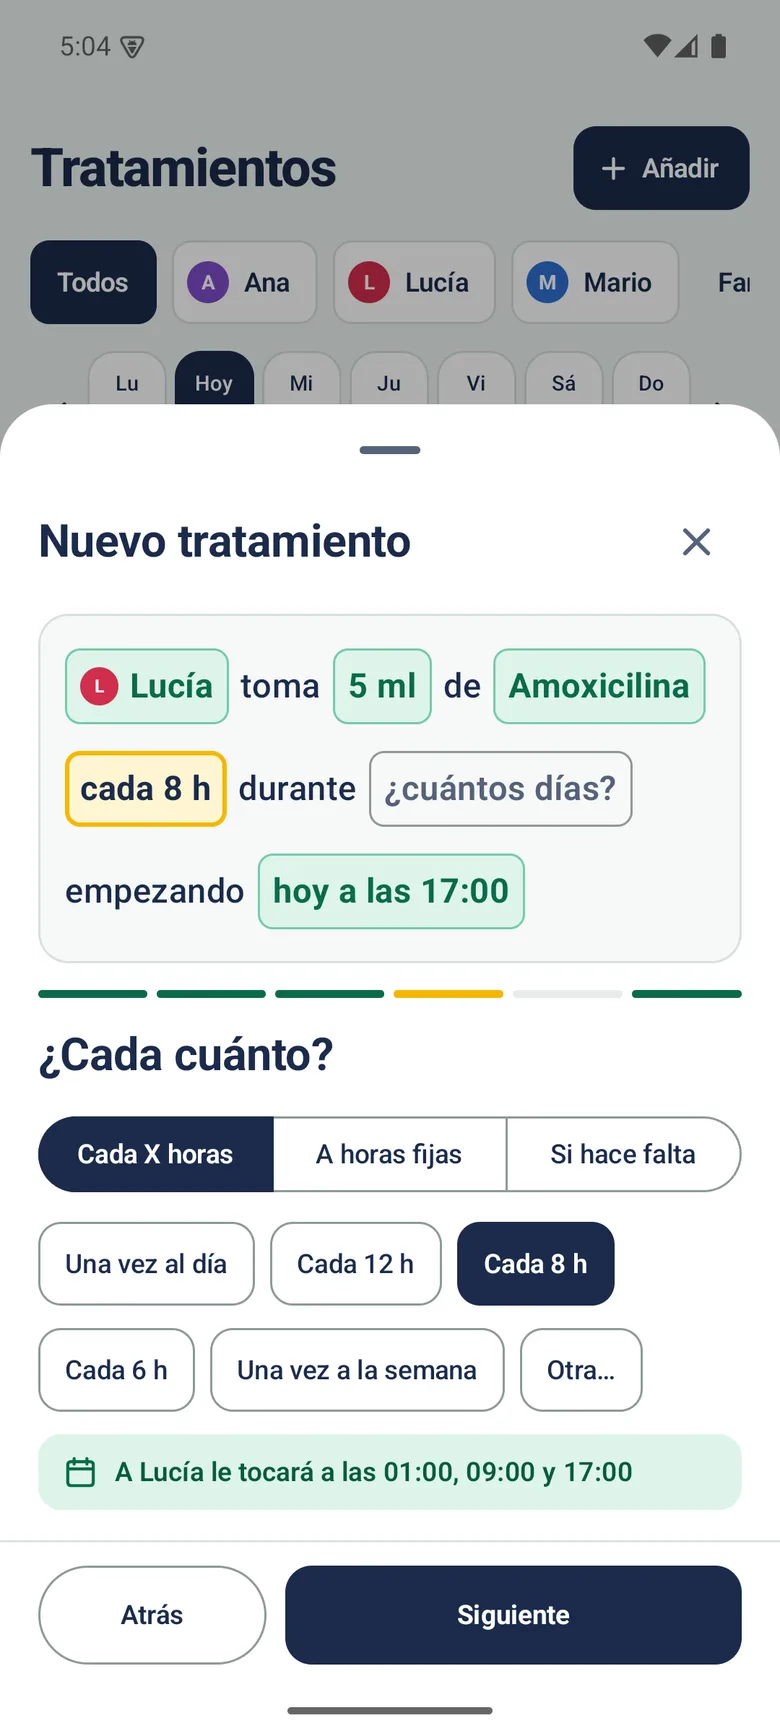 5:04
Tratamientos
+ Añadir
Todos
A Ana
L Lucía
M Mario
Lu
Hoy
Mi
Ju
Vi
Sá
Do
Nuevo tratamiento
L Lucía toma 5 ml de Amoxicilina
cada 8 h durante ¿cuántos días?
empezando hoy a las 17:00
¿Cada cuánto?
Cada X horas
A horas fijas
Si hace falta
Una vez al día
Cada 12 h
Cada 8 h
Cada 6 h
Una vez a la semana
Otra...
A Lucía le tocará a las 01:00, 09:00 y 17:00
Atrás
Siguiente